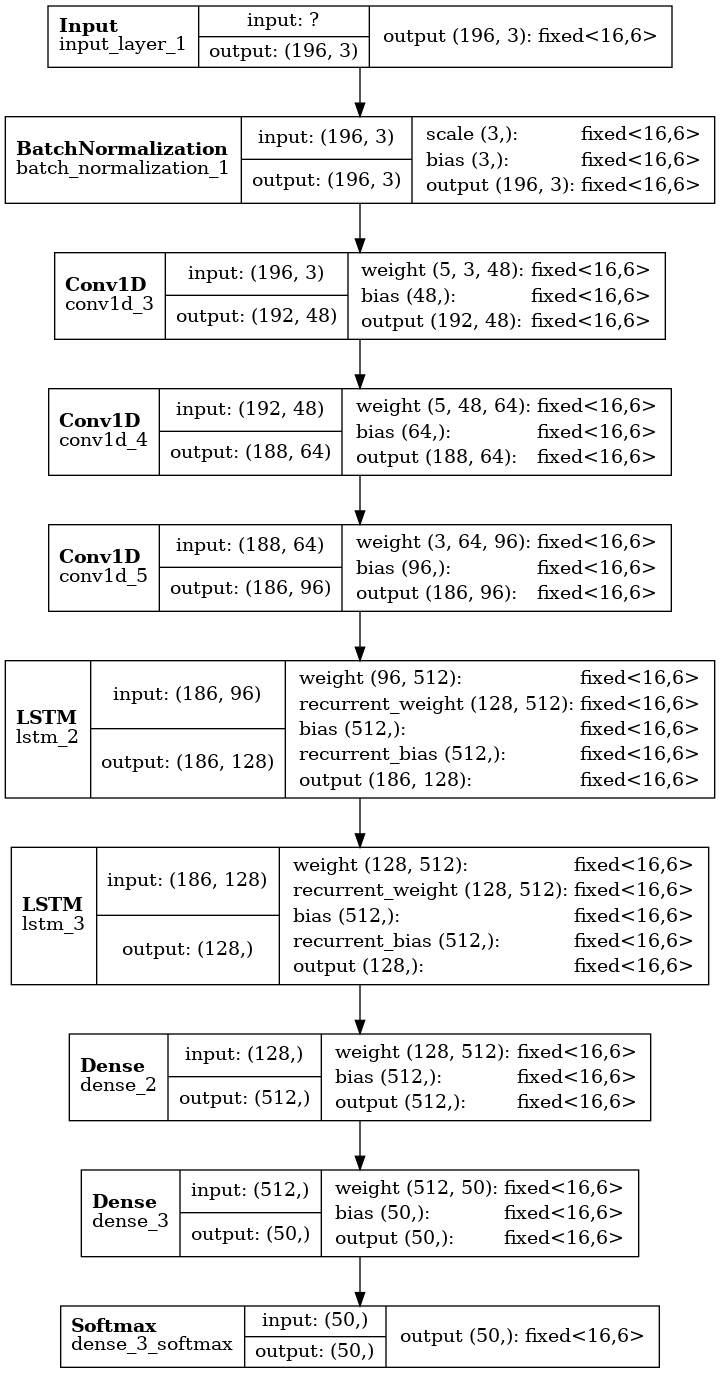 Input
input_layer_1
input: ?
output: (196, 3)
output (196, 3): fixed<16,6>
BatchNormalization
batch_normalization_1
input: (196, 3)
output: (196, 3)
scale (3,): fixed<16,6>
bias (3,): fixed<16,6>
output (196, 3): fixed<16,6>
Conv1D
conv1d_3
input: (196, 3)
output: (192, 48)
weight (5, 3, 48): fixed<16,6>
bias (48,): fixed<16,6>
output (192, 48): fixed<16,6>
Conv1D
conv1d_4
input: (192, 48)
output: (188, 64)
weight (5, 48, 64): fixed<16,6>
bias (64,): fixed<16,6>
output (188, 64): fixed<16,6>
Conv1D
conv1d_5
input: (188, 64)
output: (186, 96)
weight (3, 64, 96): fixed<16,6>
bias (96,): fixed<16,6>
output (186, 96): fixed<16,6>
LSTM
lstm_2
input: (186, 96)
output: (186, 128)
weight (96, 512): fixed<16,6>
recurrent_weight (128, 512): fixed<16,6>
bias (512,): fixed<16,6>
recurrent_bias (512,): fixed<16,6>
output (186, 128): fixed<16,6>
LSTM
lstm_3
input: (186, 128)
output: (128,)
weight (128, 512): fixed<16,6>
recurrent_weight (128, 512): fixed<16,6>
bias (512,): fixed<16,6>
recurrent_bias (512,): fixed<16,6>
output (128,): fixed<16,6>
Dense
dense_2
input: (128,)
output: (512,)
weight (128, 512): fixed<16,6>
bias (512,): fixed<16,6>
output (512,): fixed<16,6>
Dense
dense_3
input: (512,)
output: (50,)
weight (512, 50): fixed<16,6>
bias (50,): fixed<16,6>
output (50,): fixed<16,6>
Softmax
dense_3_softmax
input: (50,)
output: (50,)
output (50,): fixed<16,6>